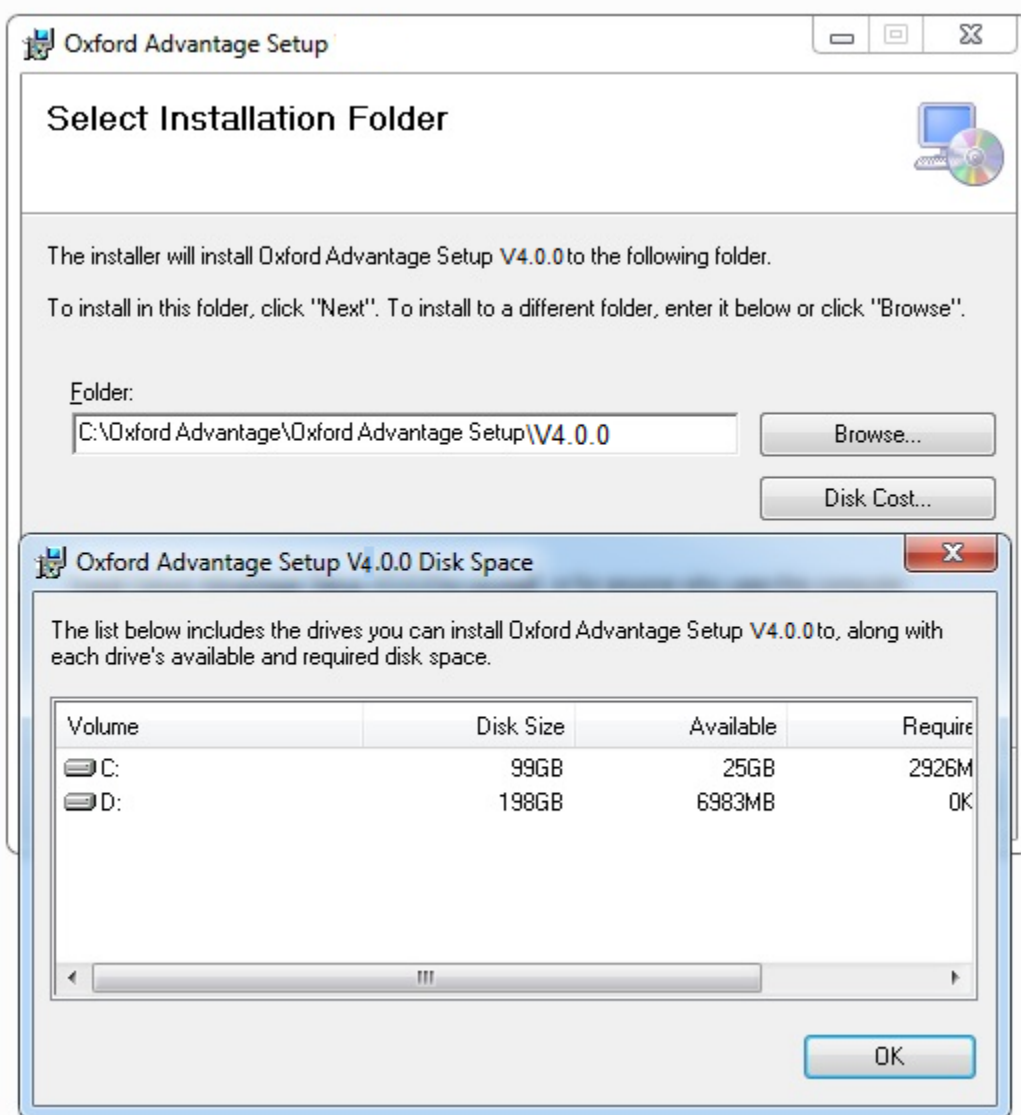 Oxford Advantage Setup
Select Installation Folder
The installer will install Oxford Advantage Setup V4.0.0 to the following folder.
To install in this folder, click "Next". To install to a different folder, enter it below or click "Browse".
Folder:
C:\Oxford Advantage\Oxford Advantage Setup\V4.0.0
Browse...
Disk Cost...
Oxford Advantage Setup V4.0.0 Disk Space
The list below includes the drives you can install Oxford Advantage Setup V4.0.0 to, along with
each drive's available and required disk space.
Volume Disk Size Available Require
C: 99GB 25GB 2926M
D: 198GB 6983MB 0K
OK